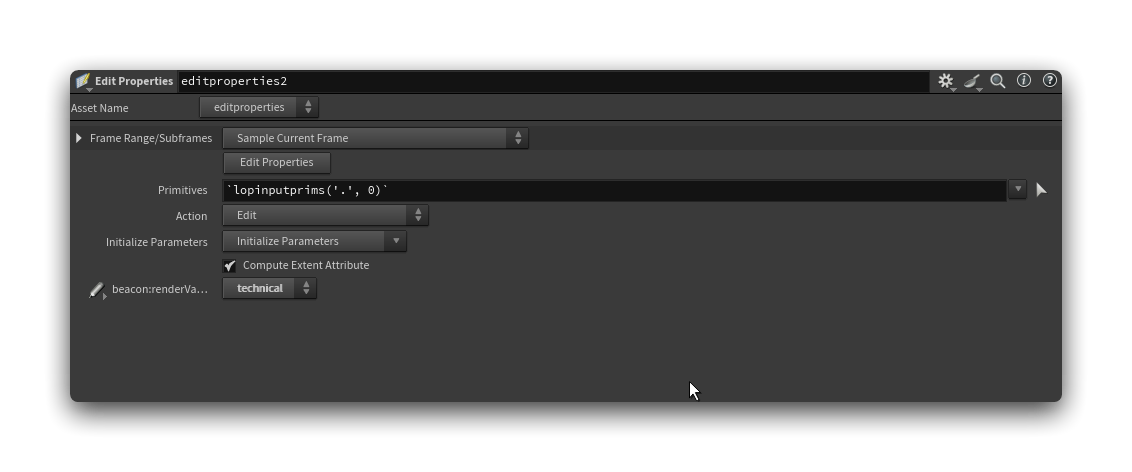 Edit Properties editproperties2
Asset Name editproperties
Frame Range/Subframes Sample Current Frame
Edit Properties
Primitives `lopinputprims('.', 0)`
Action Edit
Initialize Parameters Initialize Parameters
Compute Extent Attribute
beacon:renderVa... technical